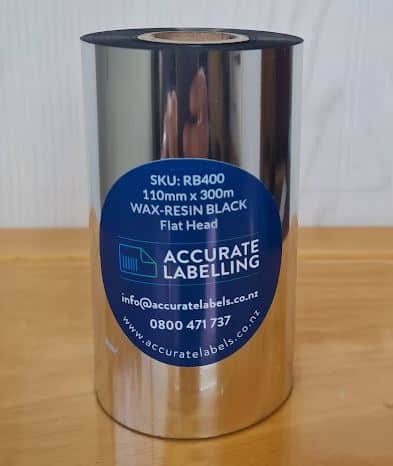 SKU: RB400
110mm x 300m
WAX-RESIN BLACK
Flat Head
ACCURATE
LABELLING
info@accuratelabels.co.nz
0800 471 737
www.accuratelabels.co.nz